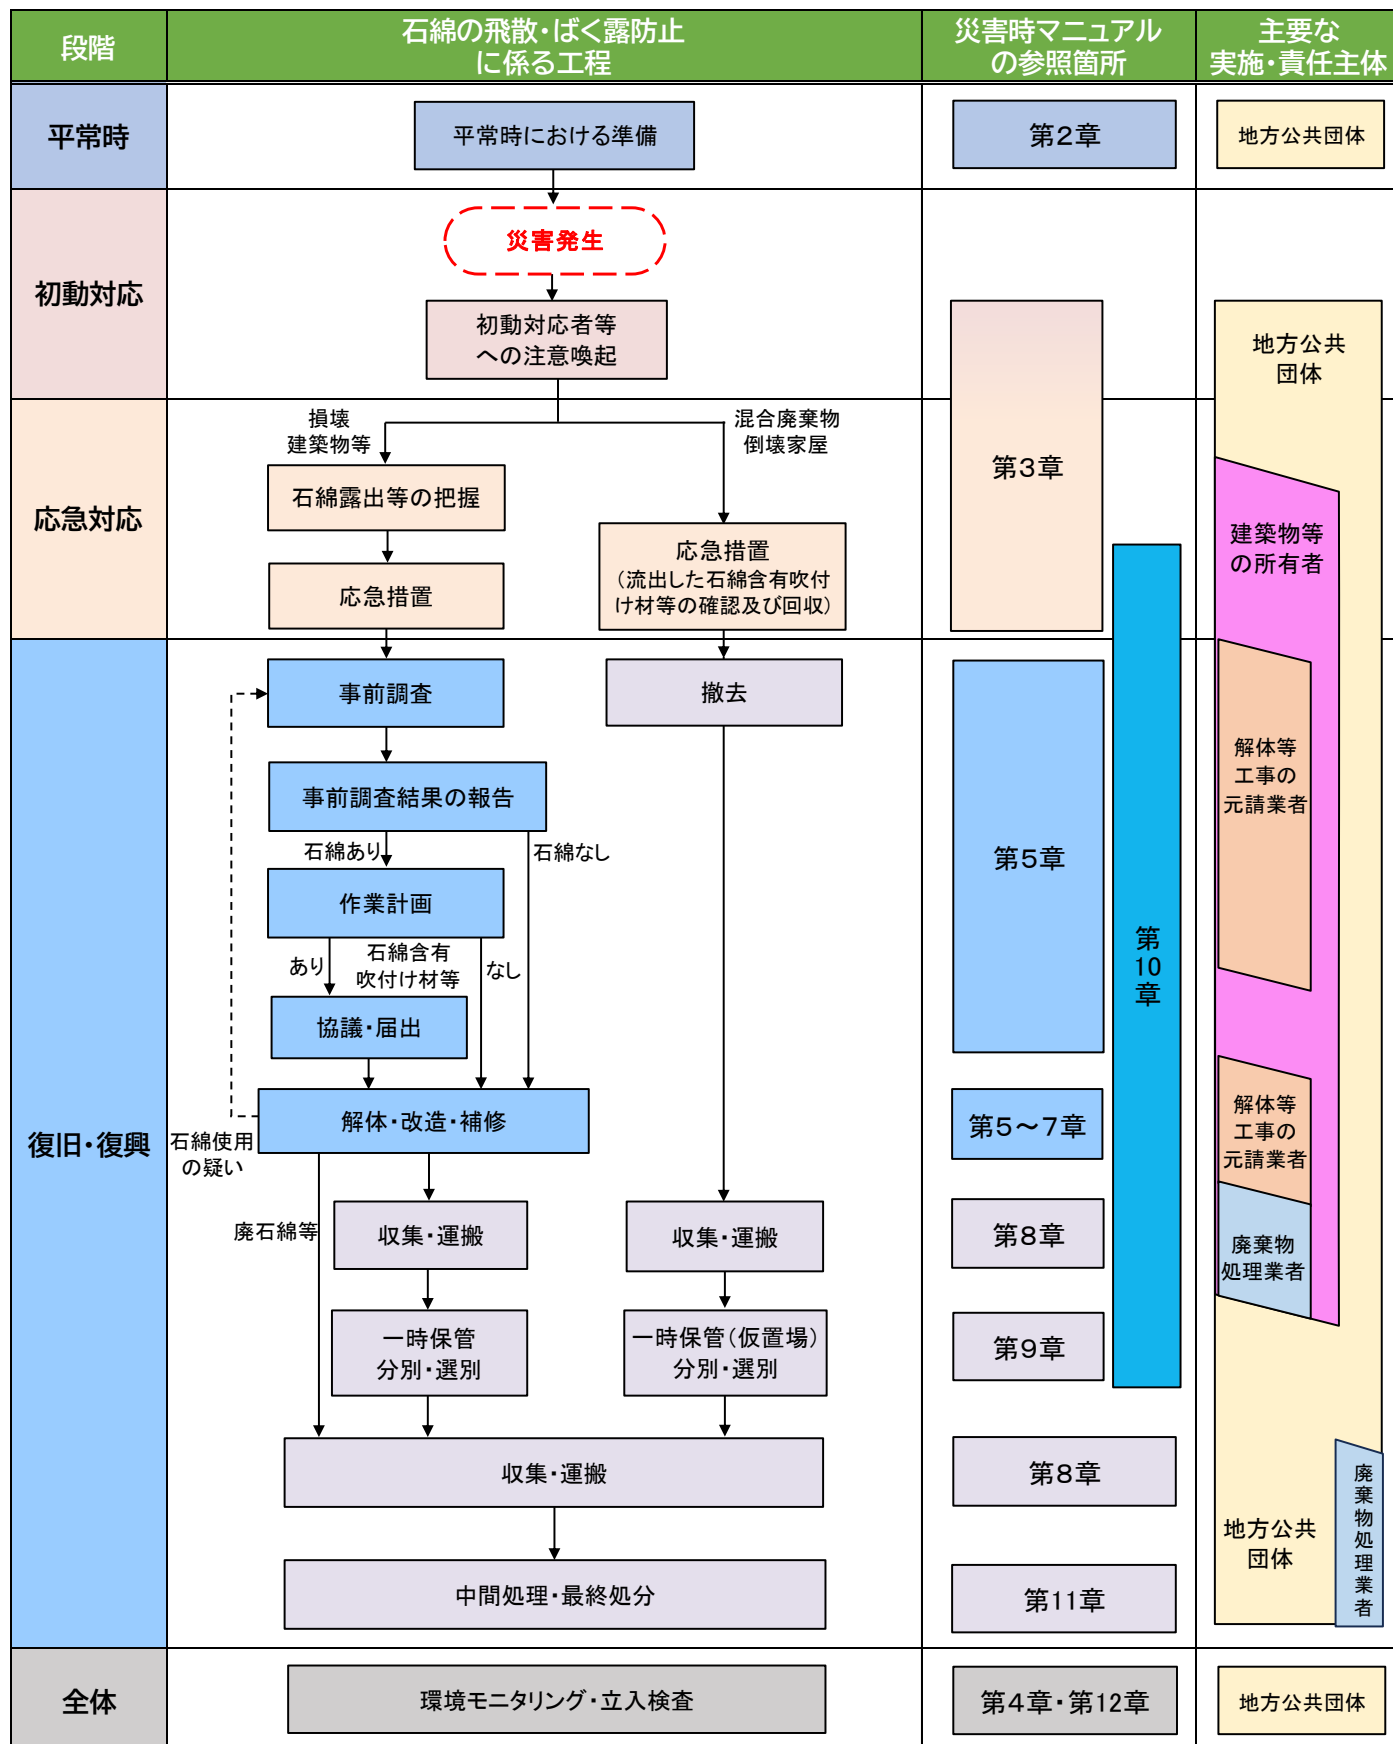 段階
石綿の飛散・ばく露防止
に係る工程
災害時マニュアル
の参照箇所
主要な
実施・責任主体
平常時
平常時における準備
第2章
地方公共団体
初動対応
災害発生
初動対応者等
への注意喚起
地方公共
団体
応急対応
損壊
建築物等
混合廃棄物
倒壊家屋
石綿露出等の把握
応急措置
応急措置
（流出した石綿含有吹付
け材等の確認及び回収）
第3章
建築物等
の所有者
復旧・復興
事前調査
撤去
事前調査結果の報告
石綿あり
石綿なし
作業計画
あり
石綿含有
吹付け材等
なし
協議・届出
解体・改造・補修
石綿使用
の疑い
廃石綿等
収集・運搬
収集・運搬
一時保管
分別・選別
一時保管（仮置場）
分別・選別
収集・運搬
中間処理・最終処分
第5章
第
10
章
第5～7章
第8章
第9章
第8章
第11章
解体等
工事の
元請業者
解体等
工事の
元請業者
廃棄物
処理業者
地方公共
団体
廃
棄
物
処
理
業
者
全体
環境モニタリング・立入検査
第4章・第12章
地方公共団体